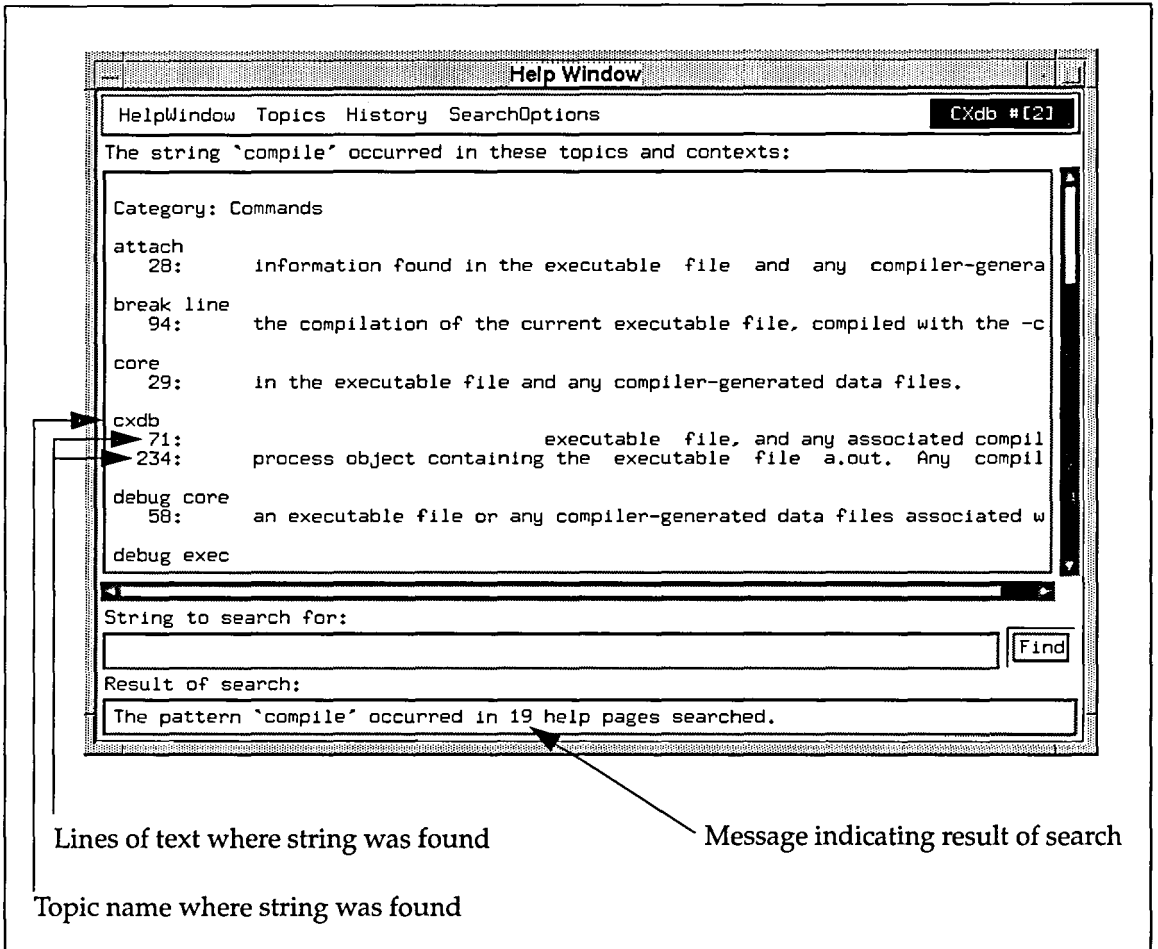 Help Window
HelpWindow Topics History SearchOptions CXdb #[2]
The string `compile´ occurred in these topics and contexts:
Category: Commands
attach
28: information found in the executable file and any compiler-genera
break line
94: the compilation of the current executable file, compiled with the -c
core
29: in the executable file and any compiler-generated data files.
cxdb
71: executable file, and any associated compil
234: process object containing the executable file a.out. Any compil
debug core
58: an executable file or any compiler-generated data files associated w
debug exec
String to search for:
Find
Result of search:
The pattern `compile´ occurred in 19 help pages searched.
Lines of text where string was found
Message indicating result of search
Topic name where string was found